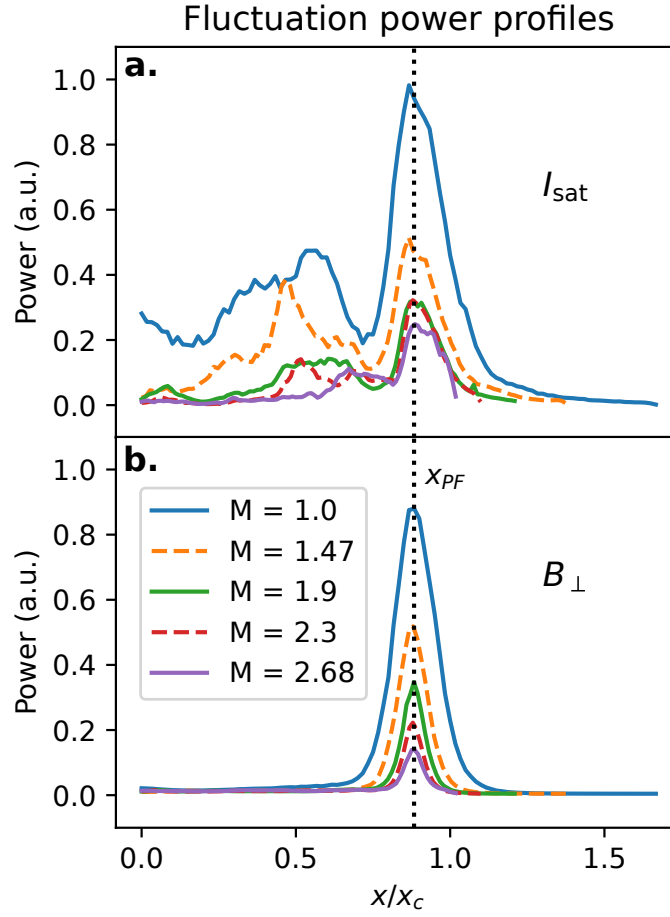 Fluctuation power profiles
a.
1.0
0.8
0.6
0.4
0.2
0.0
Power (a.u.)
I_sat
b.
x_PF
1.0
0.8
0.6
0.4
0.2
0.0
Power (a.u.)
M = 1.0
M = 1.47
M = 1.9
M = 2.3
M = 2.68
B_⊥
0.0 0.5 1.0 1.5
x/x_c